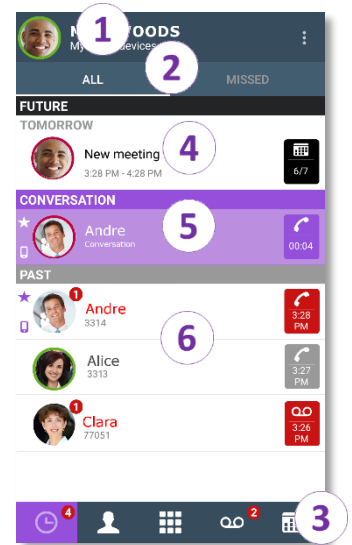 1
OODS
devices
2
ALL MISSED
FUTURE
TOMORROW
New meeting 4
3:28 PM - 4:28 PM 6/7
CONVERSATION
Andre 5
Conversation 00:04
PAST
1
Andre 3:28
3314 PM
6
Alice 3:27
3313 PM
1
Clara 3:26
77051 PM
4 2 3